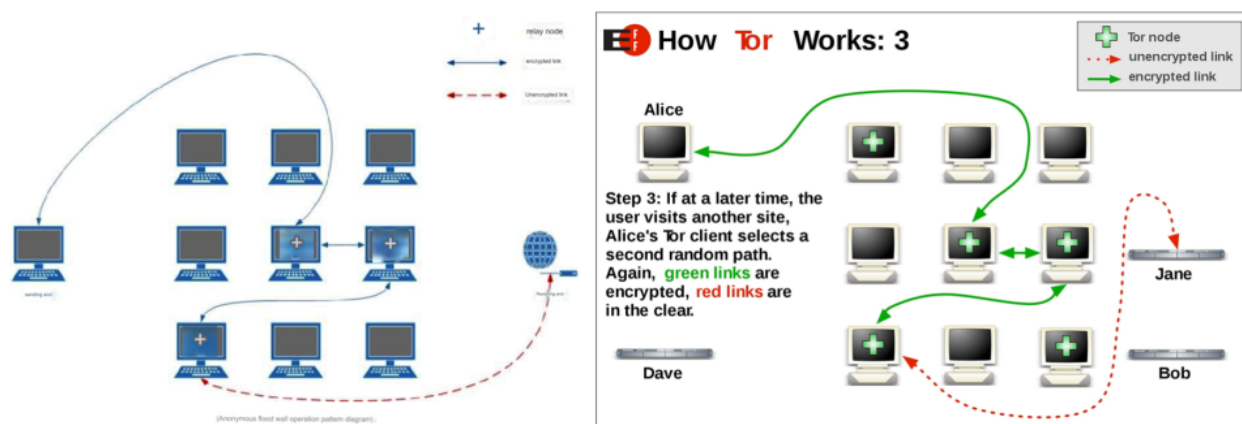 relay node
encrypted link
Unencrypted link
sending end
(Anonymous flood wall operation pattern diagram)
EFF How Tor Works: 3
Tor node
unencrypted link
encrypted link
Alice
Step 3: If at a later time, the
user visits another site,
Alice's Tor client selects a
second random path.
Again, green links are
encrypted, red links are
in the clear.
Jane
Dave
Bob